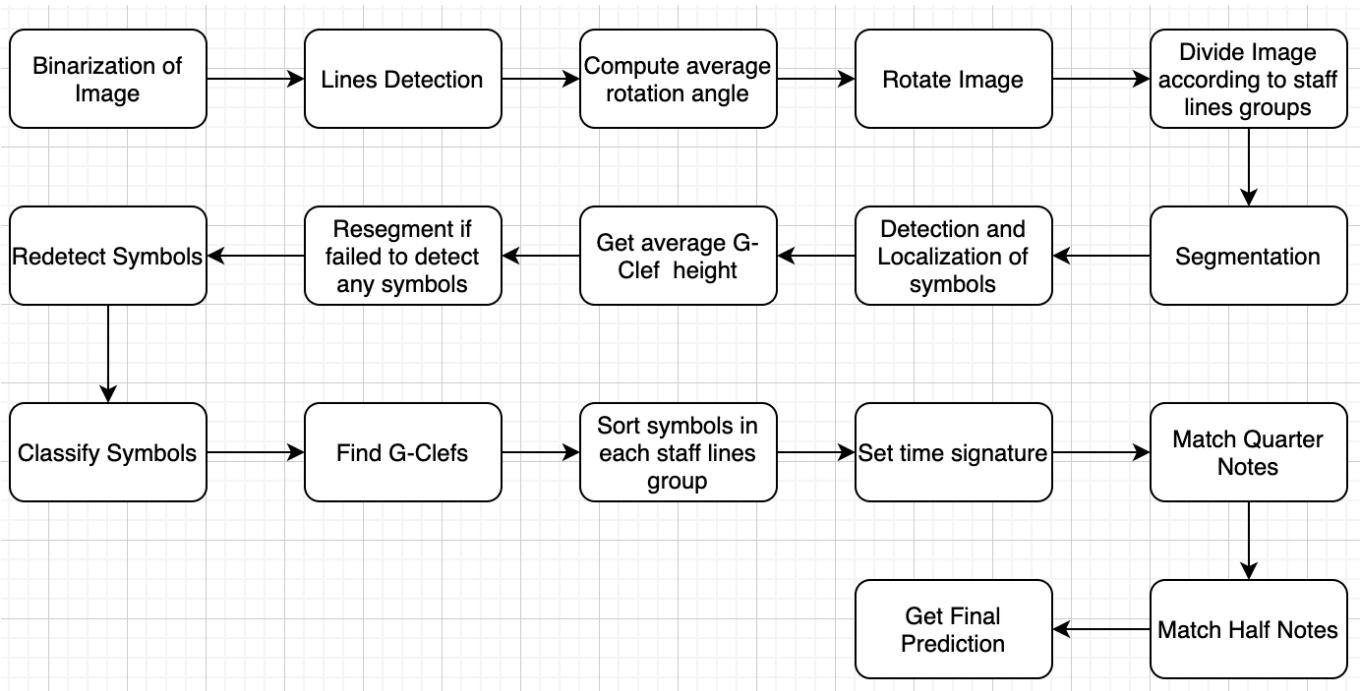 Binarization of
Image
Lines Detection
Compute average
rotation angle
Rotate Image
Divide Image
according to staff
lines groups
Segmentation
Detection and
Localization of
symbols
Get average G-
Clef height
Resegment if
failed to detect
any symbols
Redetect Symbols
Classify Symbols
Find G-Clefs
Sort symbols in
each staff lines
group
Set time signature
Match Quarter
Notes
Match Half Notes
Get Final
Prediction